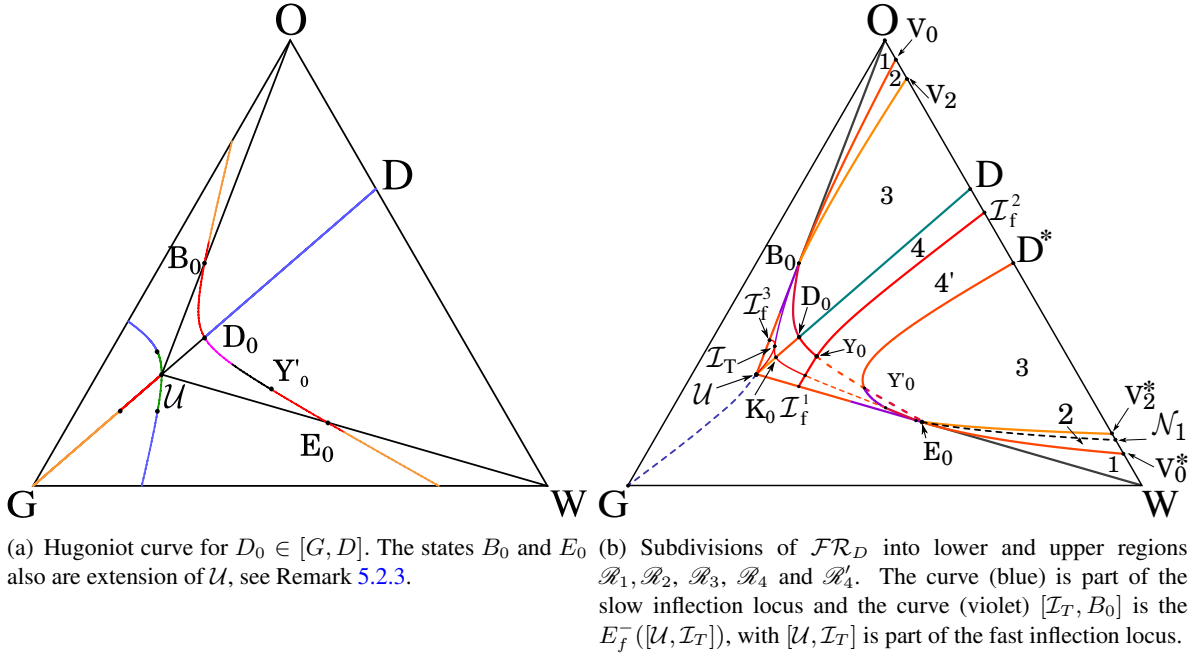 O
D
B₀
D₀
Y'₀
𝒰
E₀
G
W
(a) Hugoniot curve for D₀ ∈ [G, D]. The states B₀ and E₀
also are extension of 𝒰, see Remark 5.2.3.
O
V₀
1
2
V₂
3
D
ℐ_f^2
4
D*
B₀
4'
ℐ_f^3
D₀
ℐ_T
Y₀
𝒰
Y'₀
3
K₀
ℐ_f^1
2
V₂*
𝒩₁
E₀
1
V₀*
G
W
(b) Subdivisions of ℱℛ_D into lower and upper regions
ℛ₁, ℛ₂, ℛ₃, ℛ₄ and ℛ'₄. The curve (blue) is part of the
slow inflection locus and the curve (violet) [ℐ_T, B₀] is the
E_f^-([𝒰, ℐ_T]), with [𝒰, ℐ_T] is part of the fast inflection locus.